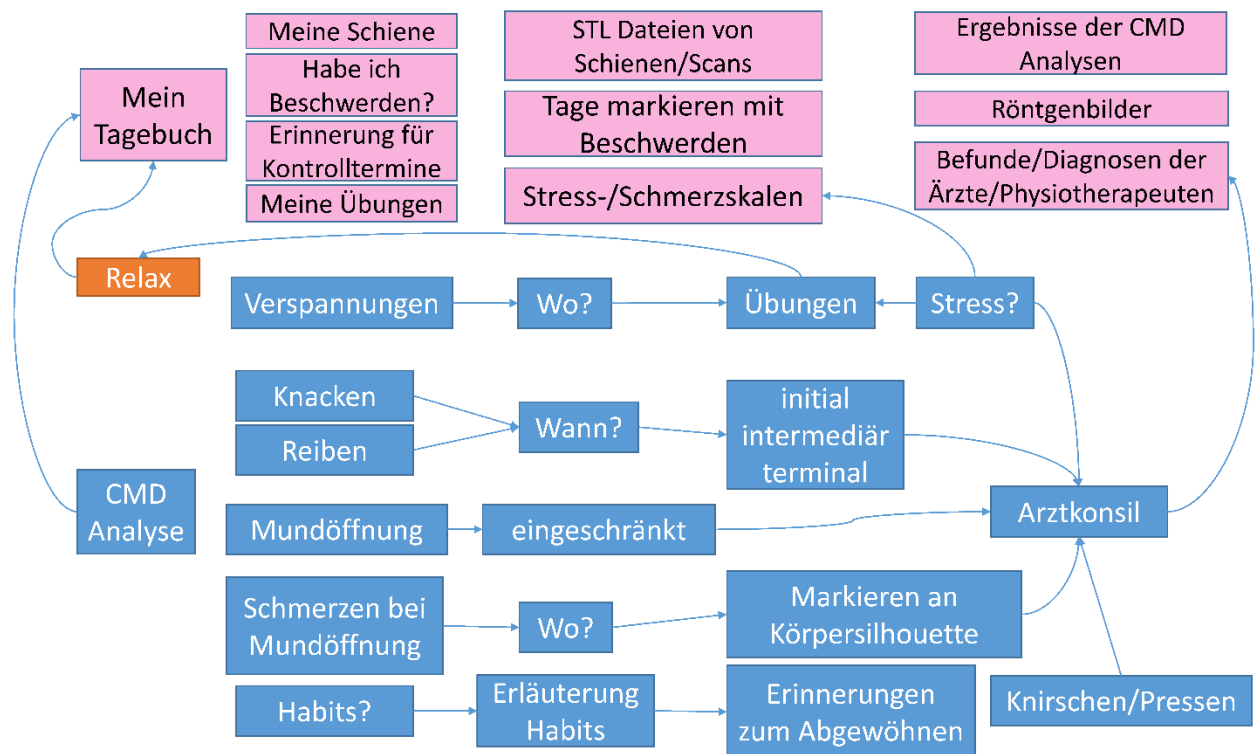 Mein
Tagebuch
Meine Schiene
Habe ich
Beschwerden?
Erinnerung für
Kontrolltermine
Meine Übungen
STL Dateien von
Schienen/Scans
Tage markieren mit
Beschwerden
Stress-/Schmerzskalen
Ergebnisse der CMD
Analysen
Röntgenbilder
Befunde/Diagnosen der
Ärzte/Physiotherapeuten
Relax
Verspannungen
Wo?
Übungen
Stress?
Knacken
Reiben
Wann?
initial
intermediär
terminal
CMD
Analyse
Mundöffnung
eingeschränkt
Arztkonsil
Schmerzen bei
Mundöffnung
Wo?
Markieren an
Körpersilhouette
Habits?
Erläuterung
Habits
Erinnerungen
zum Abgewöhnen
Knirschen/Pressen